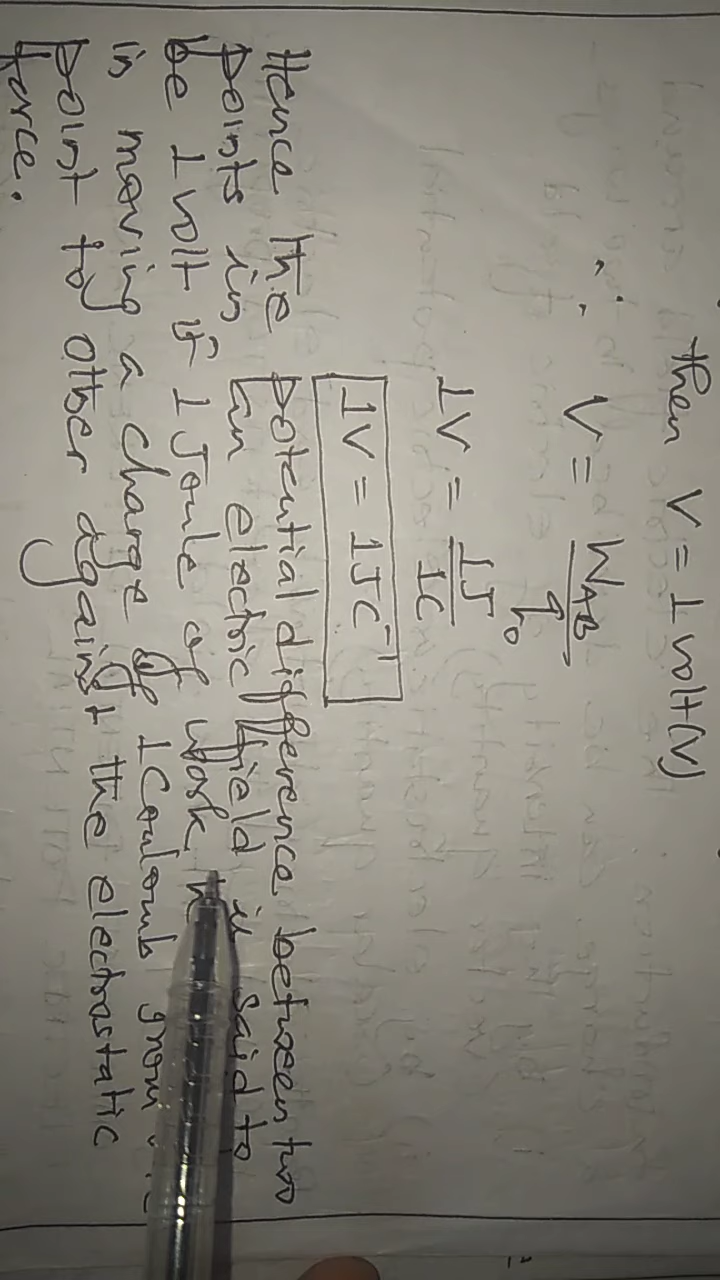 then V = 1 volt (V)
∴ V = W_AB / q₀
1V = 1J / 1C
1V = 1JC⁻¹
Hence the potential difference between two
points in an electric field is said to
be 1 volt if 1 Joule of work
in moving a charge of 1 Coulomb from
point to other against the electrostatic
force.